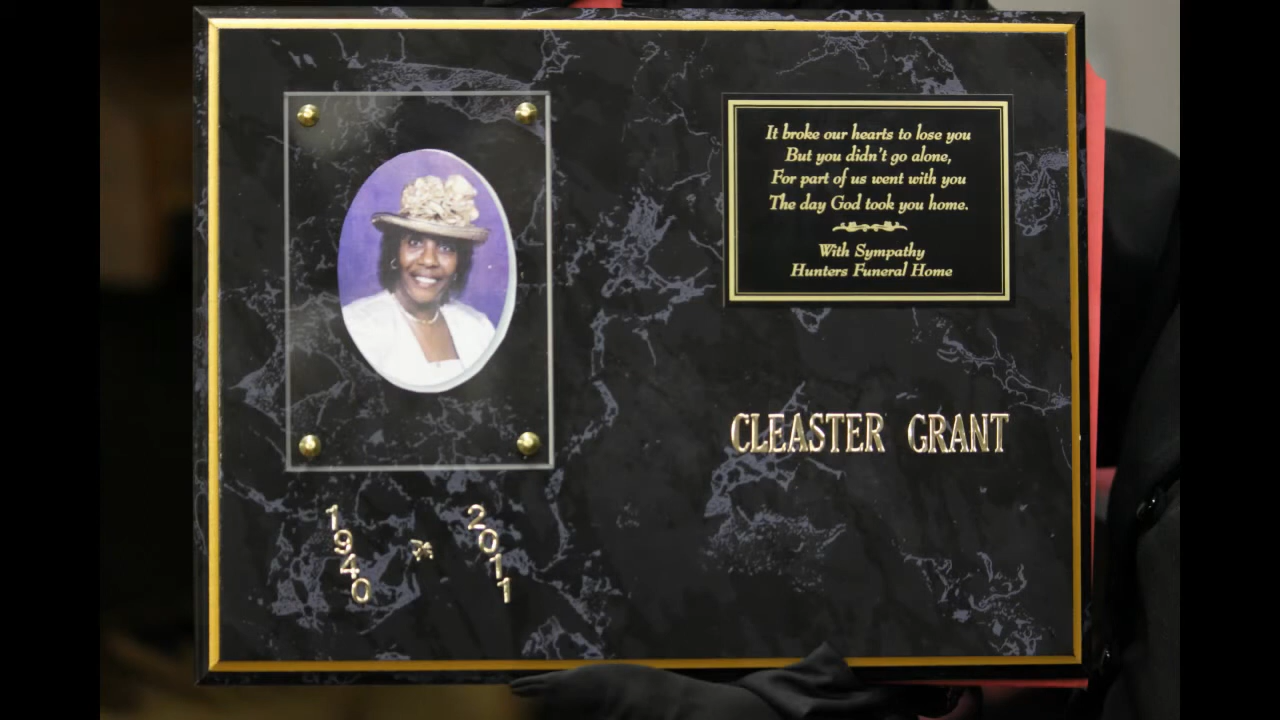 It broke our hearts to lose you
But you didn't go alone,
For part of us went with you
The day God took you home.
With Sympathy
Hunters Funeral Home
CLEASTER GRANT
1940
2011